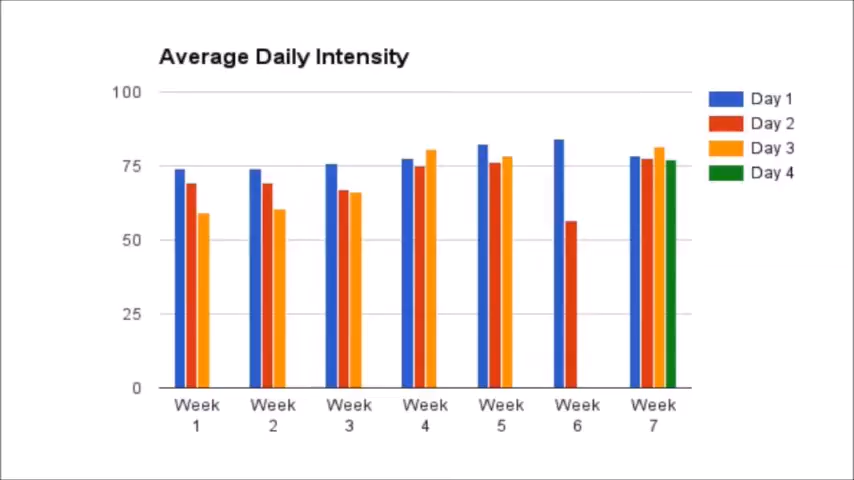 Average Daily Intensity
100
75
50
25
0
Day 1
Day 2
Day 3
Day 4
Week 1
Week 2
Week 3
Week 4
Week 5
Week 6
Week 7